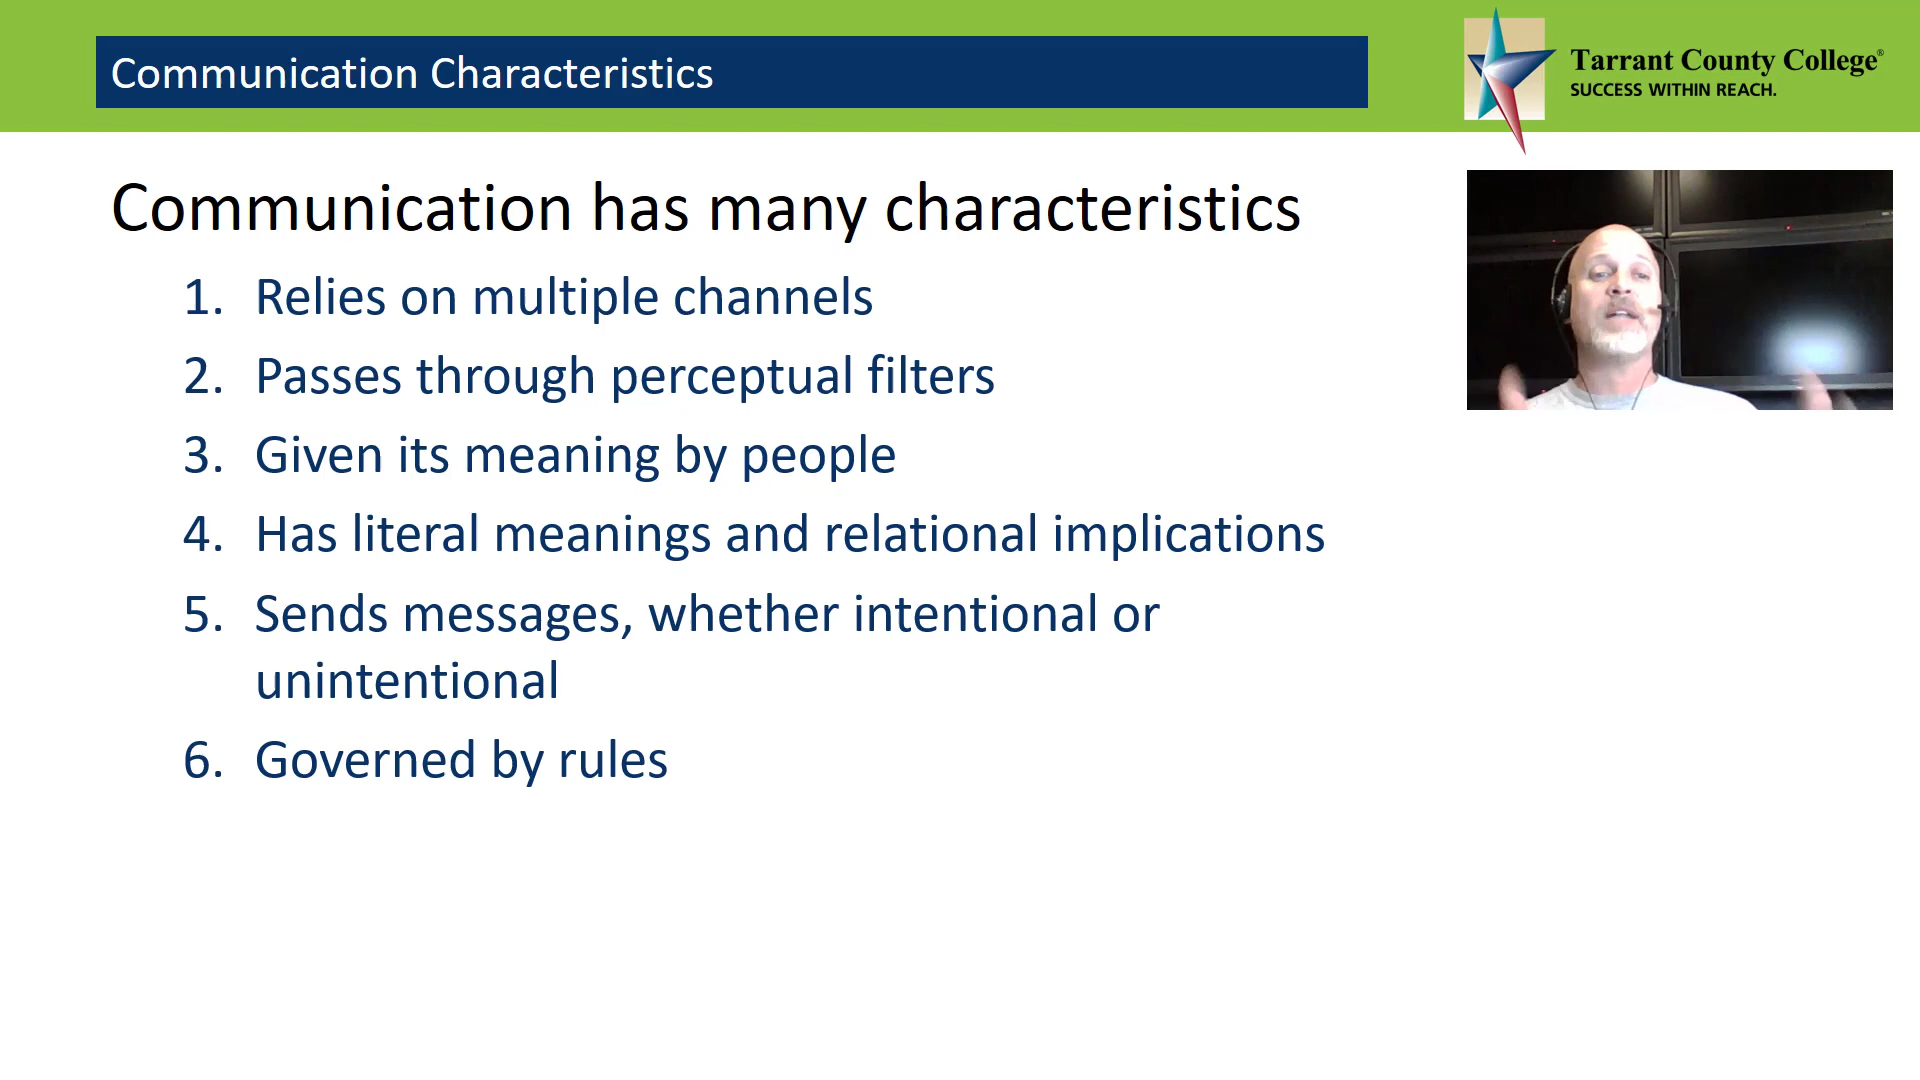 Communication Characteristics
Tarrant County College®
SUCCESS WITHIN REACH.
Communication has many characteristics
1. Relies on multiple channels
2. Passes through perceptual filters
3. Given its meaning by people
4. Has literal meanings and relational implications
5. Sends messages, whether intentional or
unintentional
6. Governed by rules